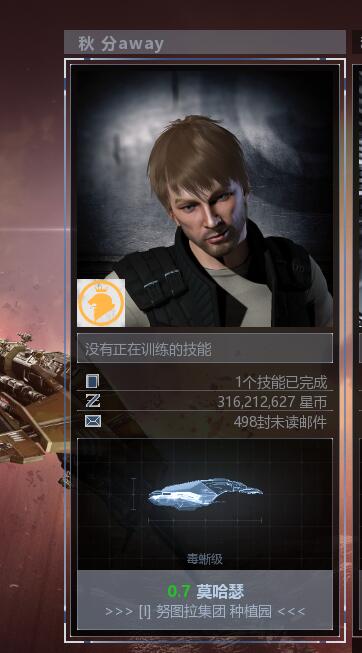 秋 分away
没有正在训练的技能
1个技能已完成
316,212,627 星币
498封未读邮件
毒蜥级
0.7 莫哈瑟
>>> [I] 努图拉集团 种植园 <<<